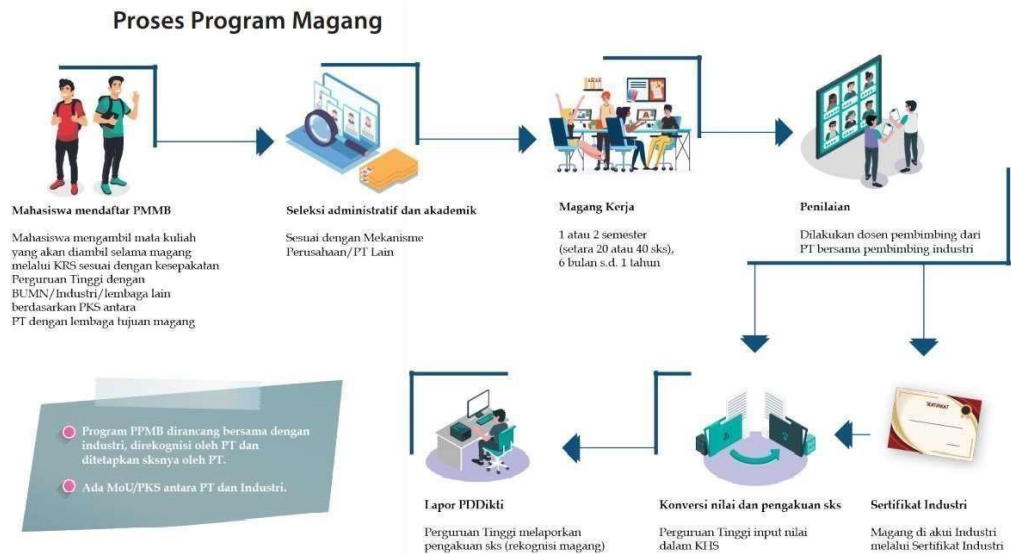 Proses Program Magang
Mahasiswa mendaftar PMMB
Mahasiswa mengambil mata kuliah
yang akan diambil selama magang
melalui KRS sesuai dengan kesepakatan
Perguruan Tinggi dengan
BUMN/Industri/lembaga lain
berdasarkan PKS antara
PT dengan lembaga tujuan magang
Seleksi administratif dan akademik
Sesuai dengan Mekanisme
Perusahaan/PT Lain
Magang Kerja
1 atau 2 semester
(setara 20 atau 40 sks),
6 bulan s.d. 1 tahun
Penilaian
Dilakukan dosen pembimbing dari
PT bersama pembimbing industri
SERTIFIKAT
Sertifikat Industri
Magang di akui Industri
melalui Sertifikat Industri
Konversi nilai dan pengakuan sks
Perguruan Tinggi input nilai
dalam KHS
Lapor PDDikti
Perguruan Tinggi melaporkan
pengakuan sks (rekognisi magang)
Program PPMB dirancang bersama dengan
industri, direkognisi oleh PT dan
ditetapkan sksnya oleh PT.
Ada MoU/PKS antara PT dan Industri.